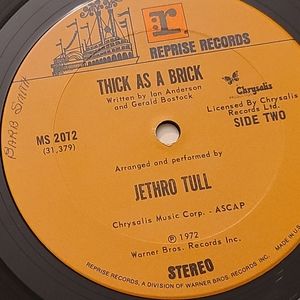 r
REPRISE RECORDS
THICK AS A BRICK
Written by Ian Anderson
and Gerald Bostock
Chrysalis
Licensed By Chrysalis
Records Ltd.
SIDE TWO
BARB SMITH
MS 2072
(31,379)
Arranged and performed by
JETHRO TULL
Chrysalis Music Corp. - ASCAP
℗ 1972
Warner Bros. Records Inc.
STEREO
REPRISE RECORDS, A DIVISION OF WARNER BROS. RECORDS INC.
MADE IN U.S.